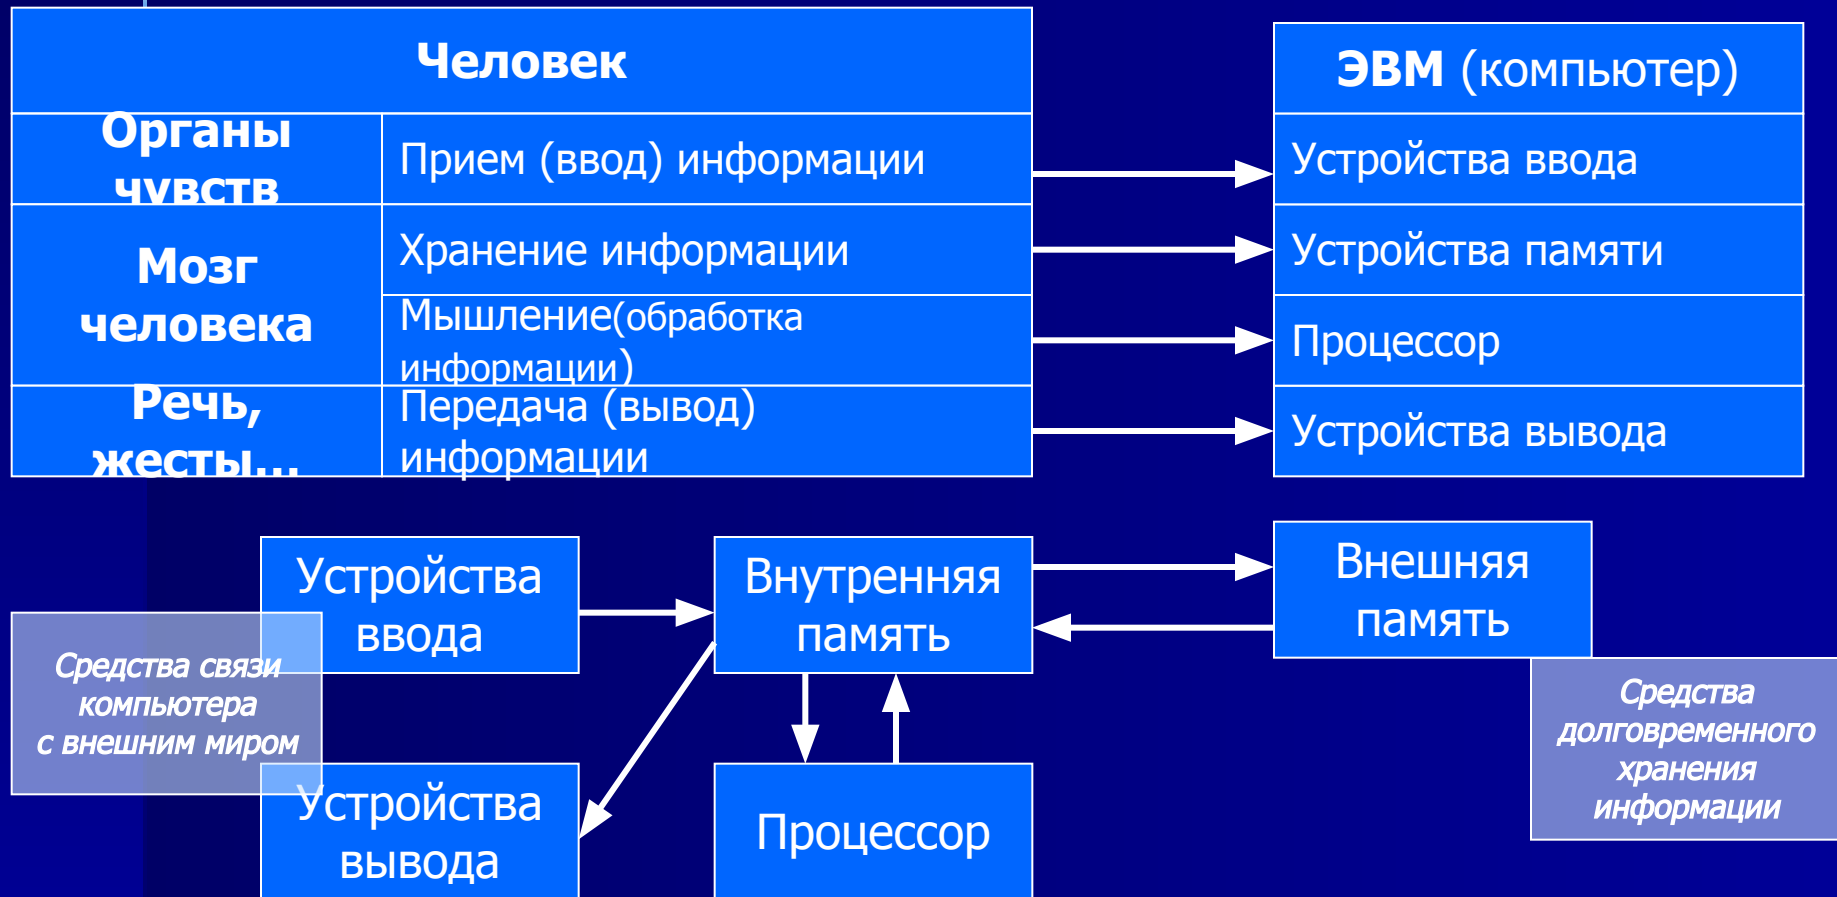 Человек
ЭВМ (компьютер)
Органы
чувств
Прием (ввод) информации
Устройства ввода
Мозг
человека
Хранение информации
Устройства памяти
Мышление(обработка
информации)
Процессор
Речь,
жесты...
Передача (вывод)
информации
Устройства вывода
Устройства
ввода
Внутренняя
память
Внешняя
память
Средства связи
компьютера
с внешним миром
Средства
долговременного
хранения
информации
Устройства
вывода
Процессор